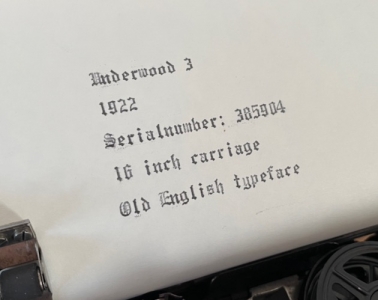 Underwood 3
1922
Serialnumber: 385904
16 inch carriage
Old English typeface